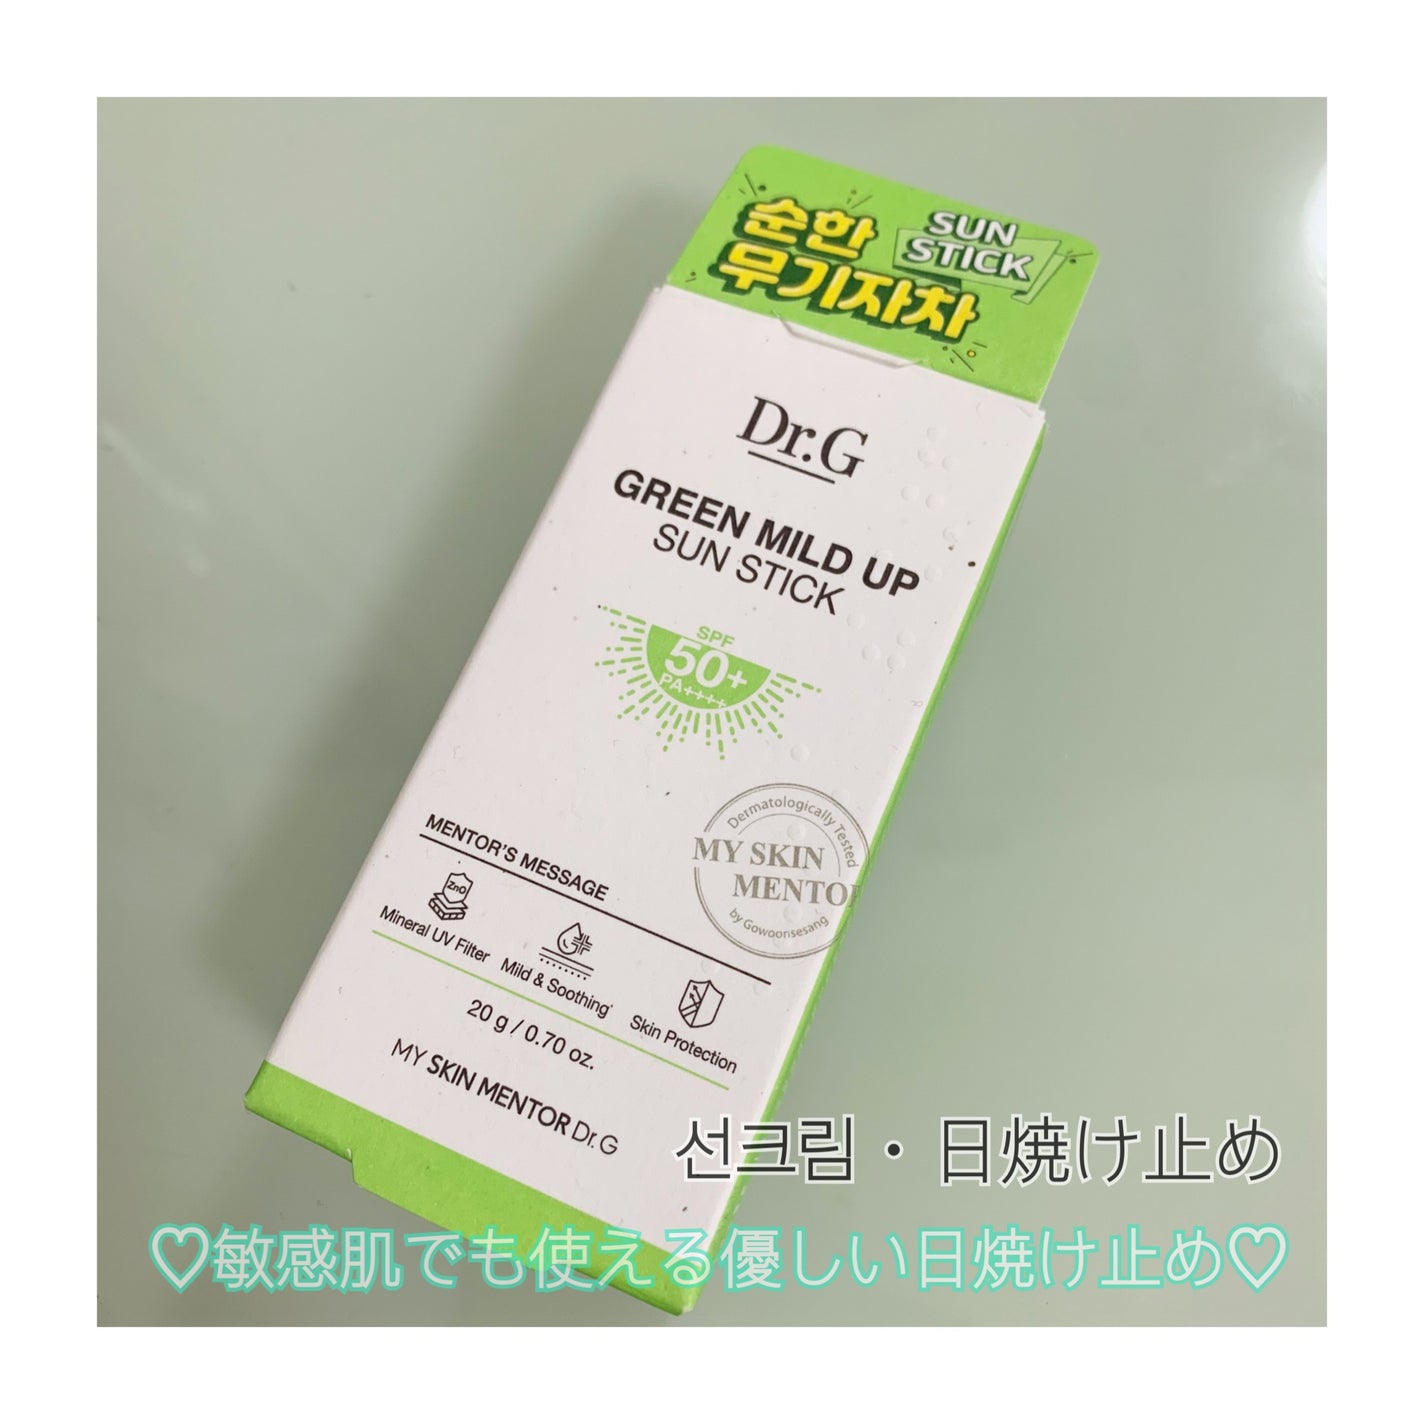 순한
무기자차
SUN
STICK
Dr.G
GREEN MILD UP
SUN STICK
SPF
50+
PA++++
Dermatologically Tested
MY SKIN
MENTOR
by Gowoonsesang
MENTOR'S MESSAGE
ZnO
Mineral UV Filter
Mild & Soothing
Skin Protection
20 g / 0.70 oz.
MY SKIN MENTOR Dr.G
선크림・日焼け止め
♡敏感肌でも使える優しい日焼け止め♡